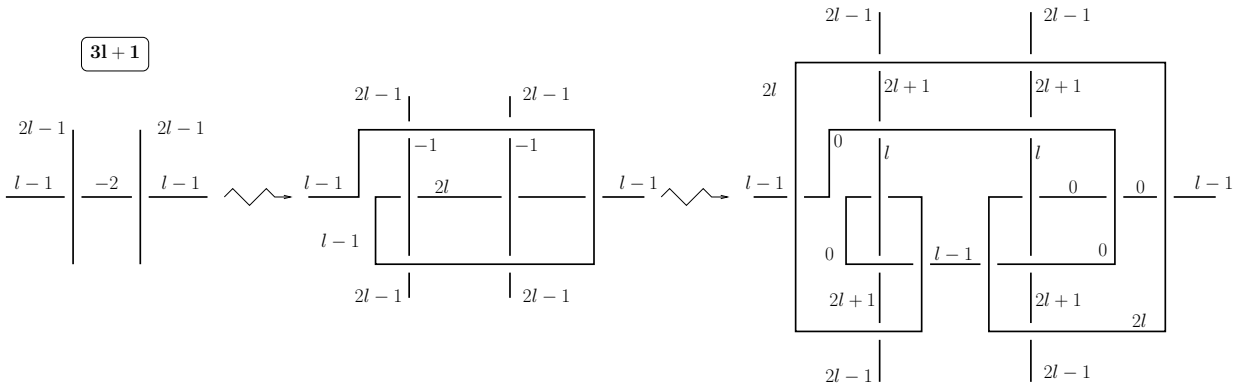 3l + 1
2l − 1 2l − 1
l − 1 −2 l − 1
2l − 1 2l − 1
−1 −1
l − 1 2l l − 1
l − 1
2l − 1 2l − 1
2l − 1 2l − 1
2l 2l + 1 2l + 1
0 l l
l − 1 0 0 l − 1
0 l − 1 0
2l + 1 2l + 1 2l
2l − 1 2l − 1